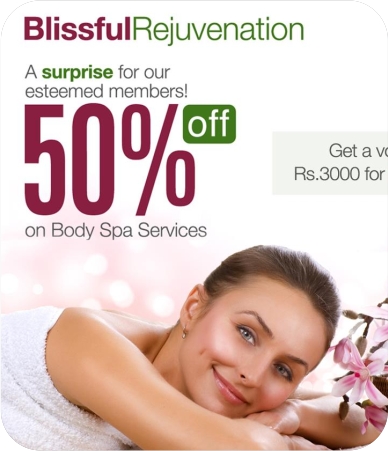 BlissfulRejuvenation
A surprise for our
esteemed members!
50% off
on Body Spa Services
Get a
Rs.3000 for